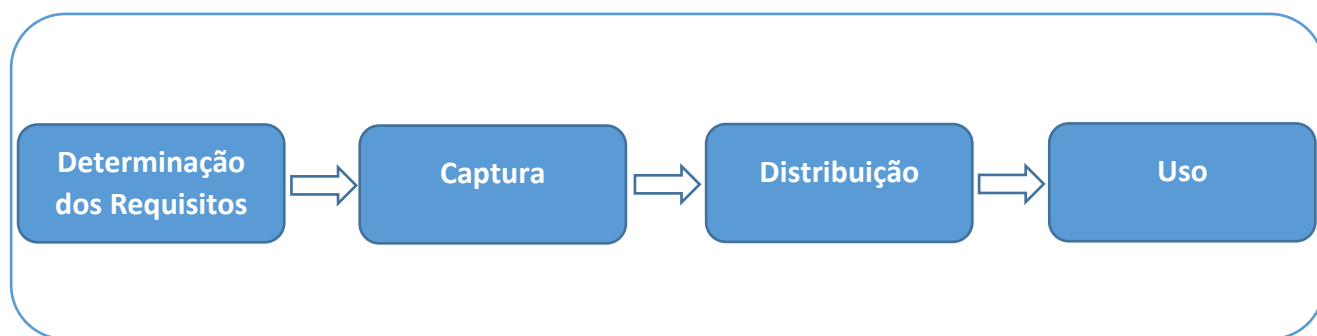 Determinação
dos Requisitos
Captura
Distribuição
Uso